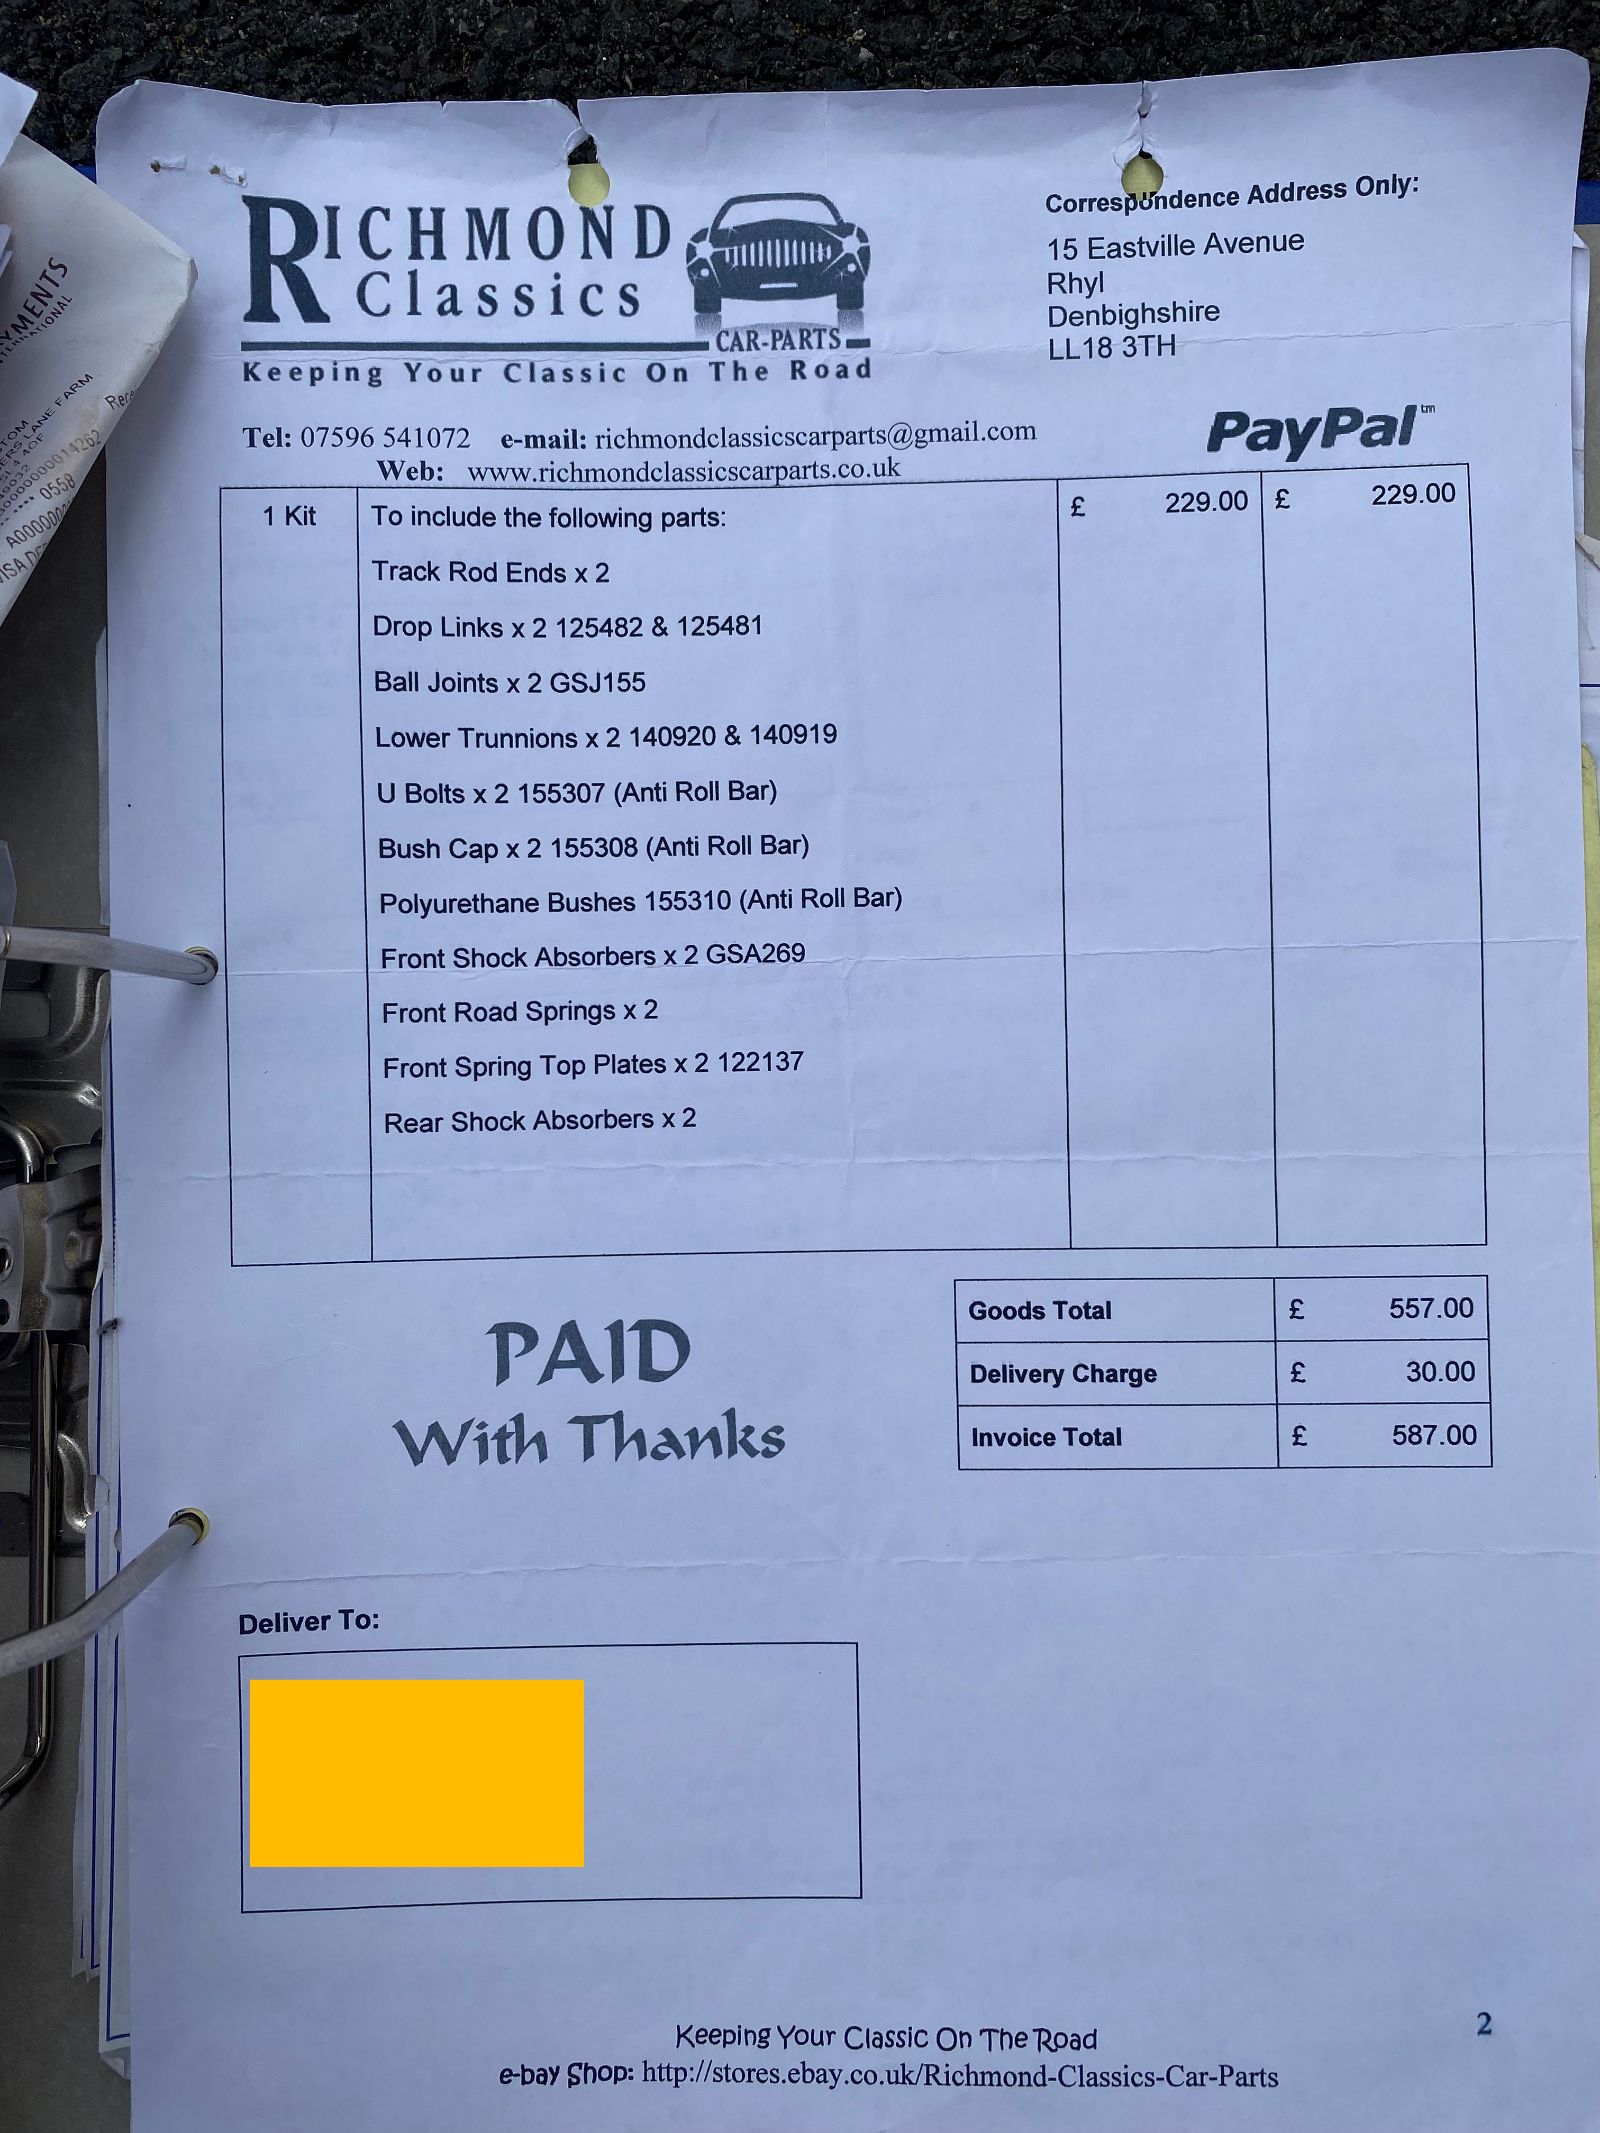 RICHMOND
Classics
CAR-PARTS
Keeping Your Classic On The Road
Correspondence Address Only:
15 Eastville Avenue
Rhyl
Denbighshire
LL18 3TH
Tel: 07596 541072 e-mail: richmondclassicscarparts@gmail.com
Web: www.richmondclassicscarparts.co.uk
PayPal™
1 Kit To include the following parts: £ 229.00 £ 229.00
Track Rod Ends x 2
Drop Links x 2 125482 & 125481
Ball Joints x 2 GSJ155
Lower Trunnions x 2 140920 & 140919
U Bolts x 2 155307 (Anti Roll Bar)
Bush Cap x 2 155308 (Anti Roll Bar)
Polyurethane Bushes 155310 (Anti Roll Bar)
Front Shock Absorbers x 2 GSA269
Front Road Springs x 2
Front Spring Top Plates x 2 122137
Rear Shock Absorbers x 2
Goods Total £ 557.00
Delivery Charge £ 30.00
Invoice Total £ 587.00
PAID
With Thanks
Deliver To:
Keeping Your Classic On The Road
e-bay Shop: http://stores.ebay.co.uk/Richmond-Classics-Car-Parts
2
YMENTS
TERNATIONAL
LANE FARM
0558